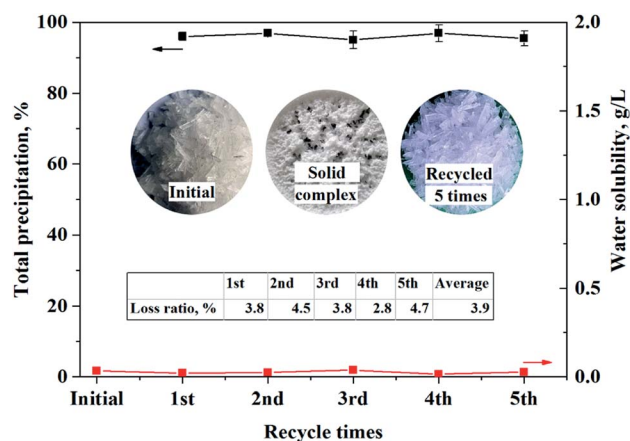 Total precipitation, %
100
80
60
40
20
0
Initial
Solid
complex
Recycled
5 times
1st 2nd 3rd 4th 5th Average
Loss ratio, % 3.8 4.5 3.8 2.8 4.7 3.9
2.0
1.5
1.0
0.5
0.0
Water solubility, g/L
Initial 1st 2nd 3rd 4th 5th
Recycle times